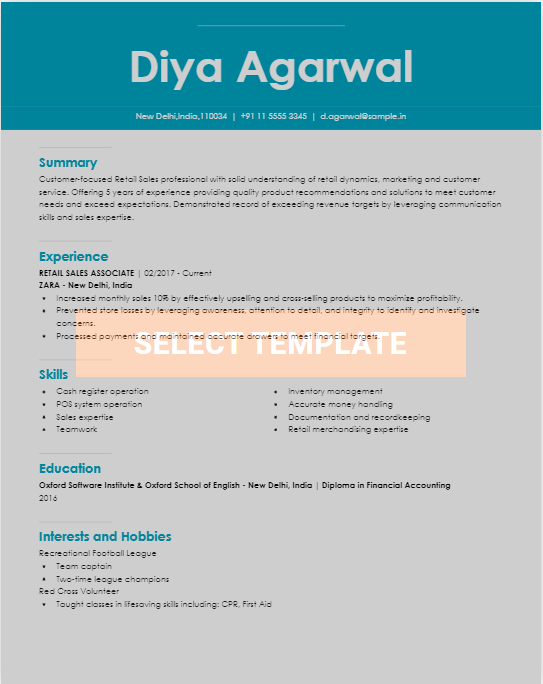 Diya Agarwal
New Delhi,India,110034 | +91 11 5555 3345 | d.agarwal@sample.in
Summary
Customer-focused Retail Sales professional with solid understanding of retail dynamics, marketing and customer
service. Offering 5 years of experience providing quality product recommendations and solutions to meet customer
needs and exceed expectations. Demonstrated record of exceeding revenue targets by leveraging communication
skills and sales expertise.
Experience
RETAIL SALES ASSOCIATE | 02/2017 - Current
ZARA - New Delhi, India
• Increased monthly sales 10% by effectively upselling and cross-selling products to maximize profitability.
• Prevented store losses by leveraging awareness, attention to detail, and integrity to identify and investigate
concerns.
• Processed payments and maintained accurate drawers to meet financial targets.
SELECT TEMPLATE
Skills
• Cash register operation
• POS system operation
• Sales expertise
• Teamwork
• Inventory management
• Accurate money handling
• Documentation and recordkeeping
• Retail merchandising expertise
Education
Oxford Software Institute & Oxford School of English - New Delhi, India | Diploma in Financial Accounting
2016
Interests and Hobbies
Recreational Football League
• Team captain
• Two-time league champions
Red Cross Volunteer
• Taught classes in lifesaving skills including: CPR, First Aid